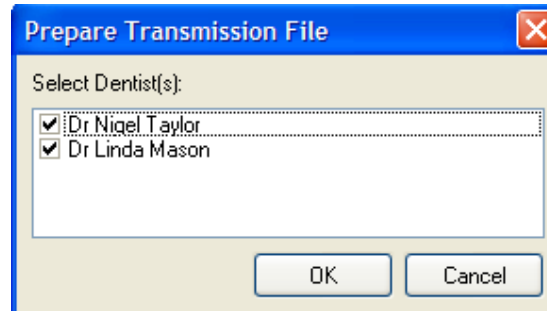 Prepare Transmission File
Select Dentist(s):
Dr Nigel Taylor
Dr Linda Mason
OK
Cancel